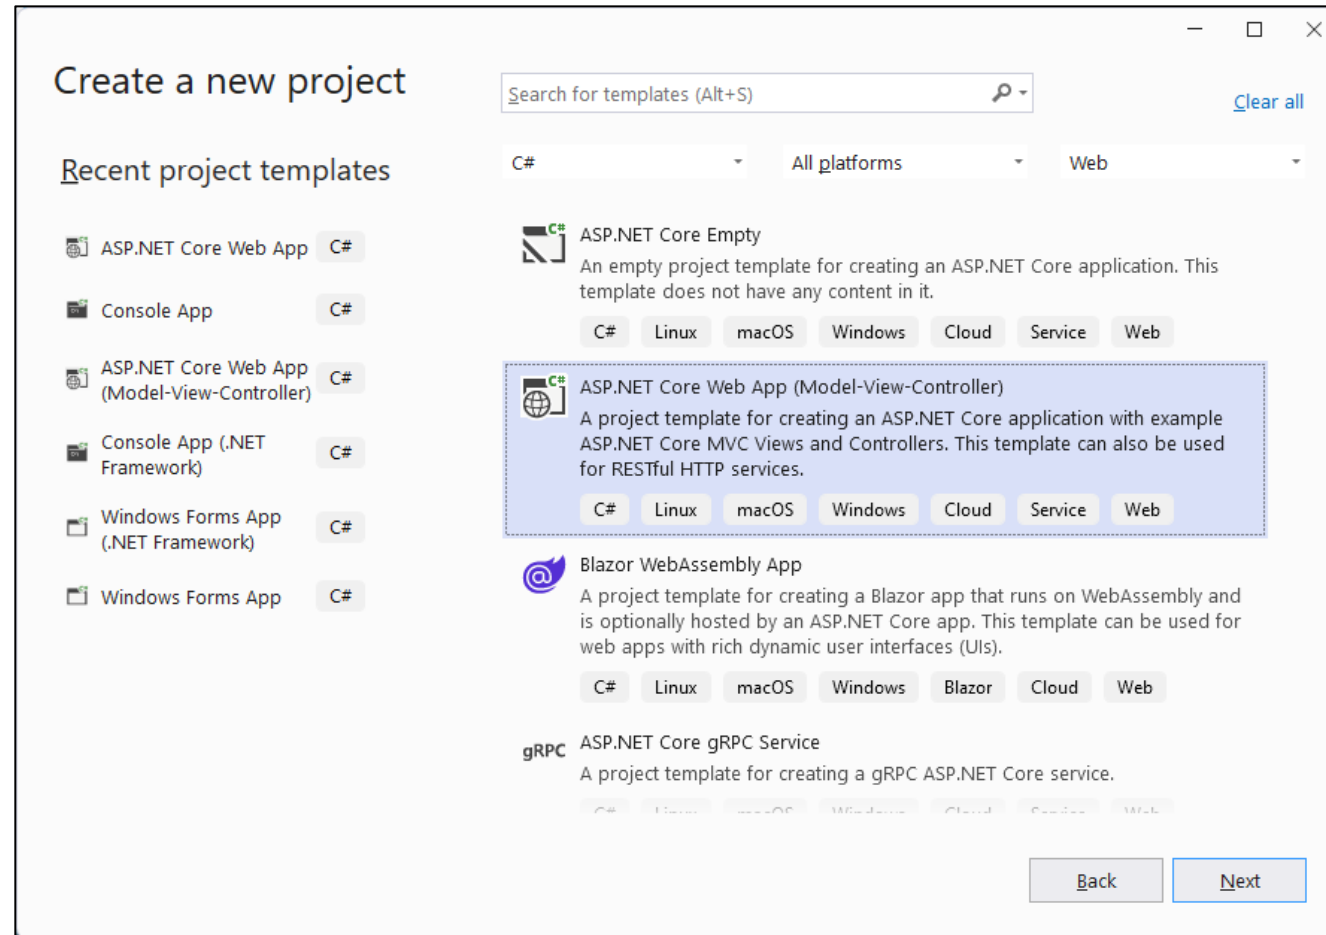 Create a new project
Search for templates (Alt+S)
Clear all
Recent project templates
C#
All platforms
Web
ASP.NET Core Web App C#
Console App C#
ASP.NET Core Web App
(Model-View-Controller) C#
Console App (.NET
Framework) C#
Windows Forms App
(.NET Framework) C#
Windows Forms App C#
ASP.NET Core Empty
An empty project template for creating an ASP.NET Core application. This
template does not have any content in it.
C# Linux macOS Windows Cloud Service Web
ASP.NET Core Web App (Model-View-Controller)
A project template for creating an ASP.NET Core application with example
ASP.NET Core MVC Views and Controllers. This template can also be used
for RESTful HTTP services.
C# Linux macOS Windows Cloud Service Web
Blazor WebAssembly App
A project template for creating a Blazor app that runs on WebAssembly and
is optionally hosted by an ASP.NET Core app. This template can be used for
web apps with rich dynamic user interfaces (UIs).
C# Linux macOS Windows Blazor Cloud Web
gRPC ASP.NET Core gRPC Service
A project template for creating a gRPC ASP.NET Core service.
C# Linux macOS Windows Cloud Service Web
Back
Next